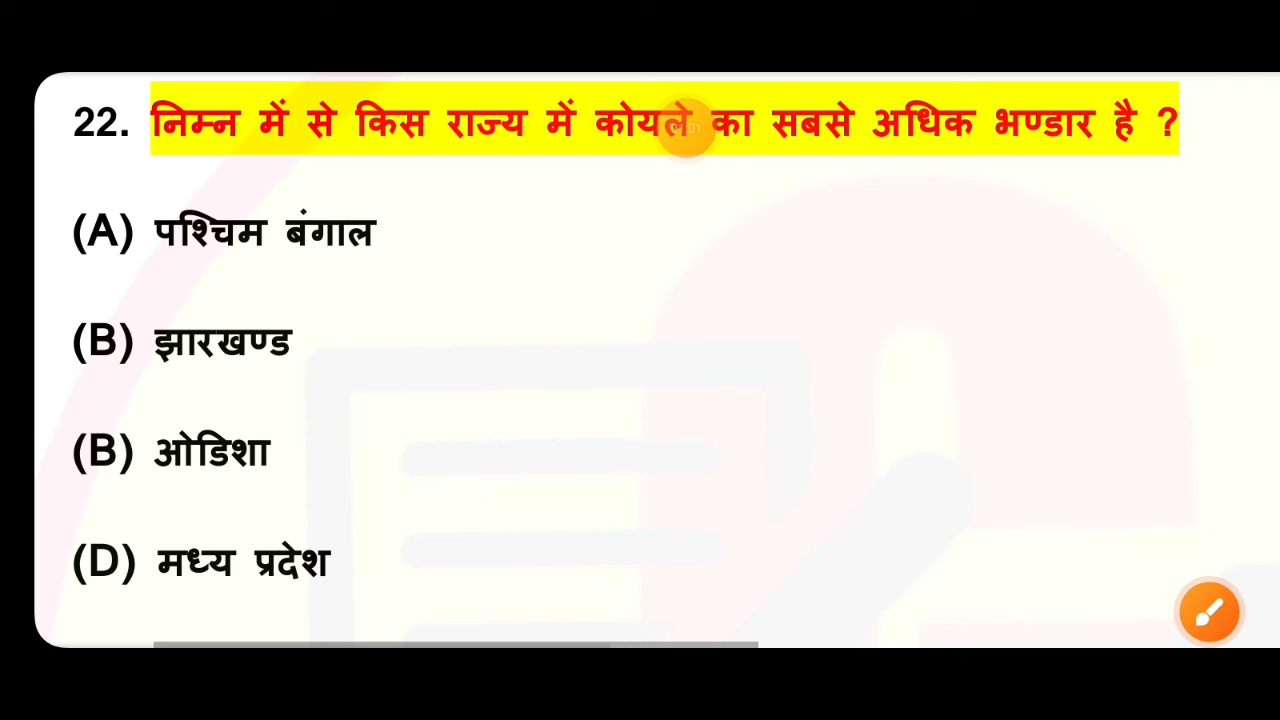 22. निम्न में से किस राज्य में कोयले का सबसे अधिक भण्डार है ?
(A) पश्चिम बंगाल
(B) झारखण्ड
(B) ओडिशा
(D) मध्य प्रदेश